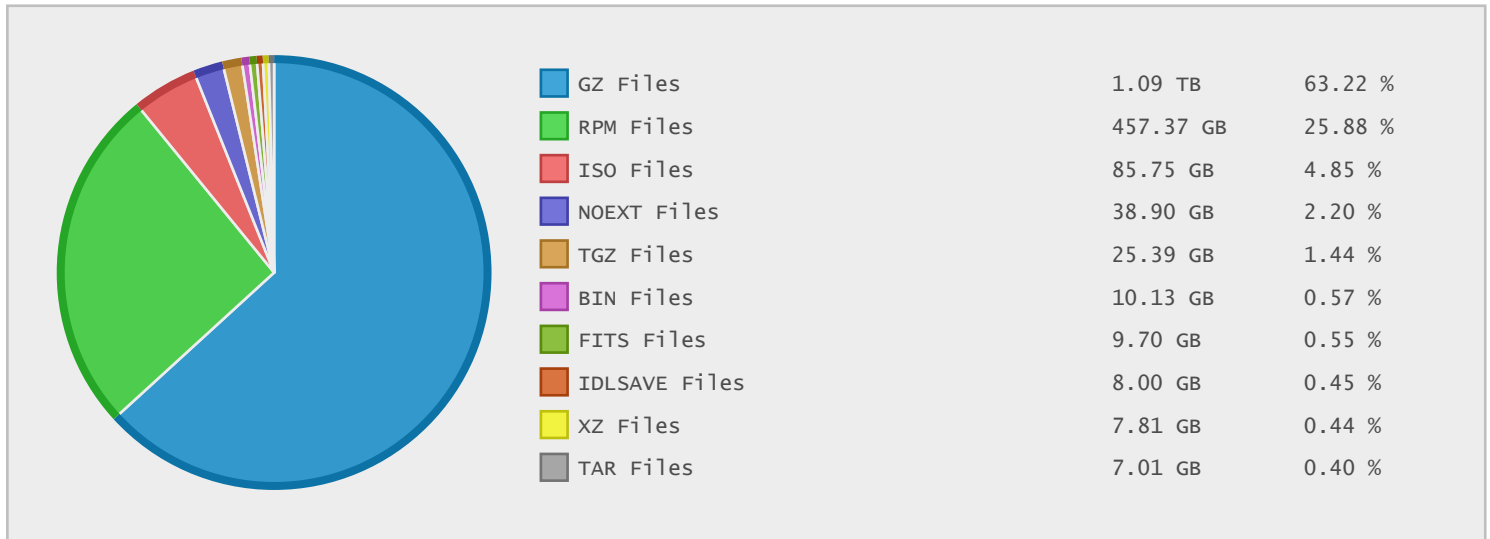 GZ Files 1.09 TB 63.22 %
RPM Files 457.37 GB 25.88 %
ISO Files 85.75 GB 4.85 %
NOEXT Files 38.90 GB 2.20 %
TGZ Files 25.39 GB 1.44 %
BIN Files 10.13 GB 0.57 %
FITS Files 9.70 GB 0.55 %
IDLSAVE Files 8.00 GB 0.45 %
XZ Files 7.81 GB 0.44 %
TAR Files 7.01 GB 0.40 %